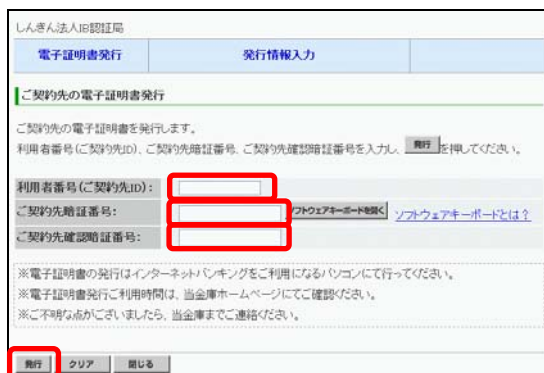 しんきん法人IB認証局
電子証明書発行 発行情報入力
ご契約先の電子証明書発行
ご契約先の電子証明書を発行します。
利用者番号(ご契約先ID)、ご契約先暗証番号、ご契約先確認暗証番号を入力し、 発行 を押してください。
利用者番号(ご契約先ID):
ご契約先暗証番号: ソフトウェアキーボードを開く ソフトウェアキーボードとは?
ご契約先確認暗証番号:
※電子証明書の発行はインターネットバンキングをご利用になるパソコンにて行ってください。
※電子証明書発行ご利用時間は、当金庫ホームページにてご確認ください。
※ご不明な点がございましたら、当金庫までご連絡ください。
発行 クリア 閉じる